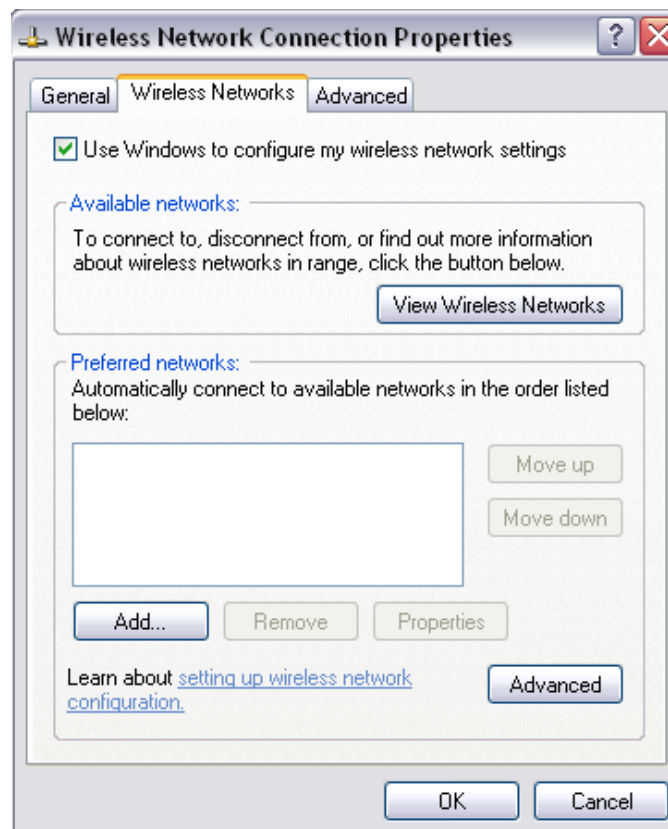 Wireless Network Connection Properties
General
Wireless Networks
Advanced
Use Windows to configure my wireless network settings
Available networks:
To connect to, disconnect from, or find out more information
about wireless networks in range, click the button below.
View Wireless Networks
Preferred networks:
Automatically connect to available networks in the order listed
below:
Move up
Move down
Add...
Remove
Properties
Learn about setting up wireless network
configuration.
Advanced
OK
Cancel